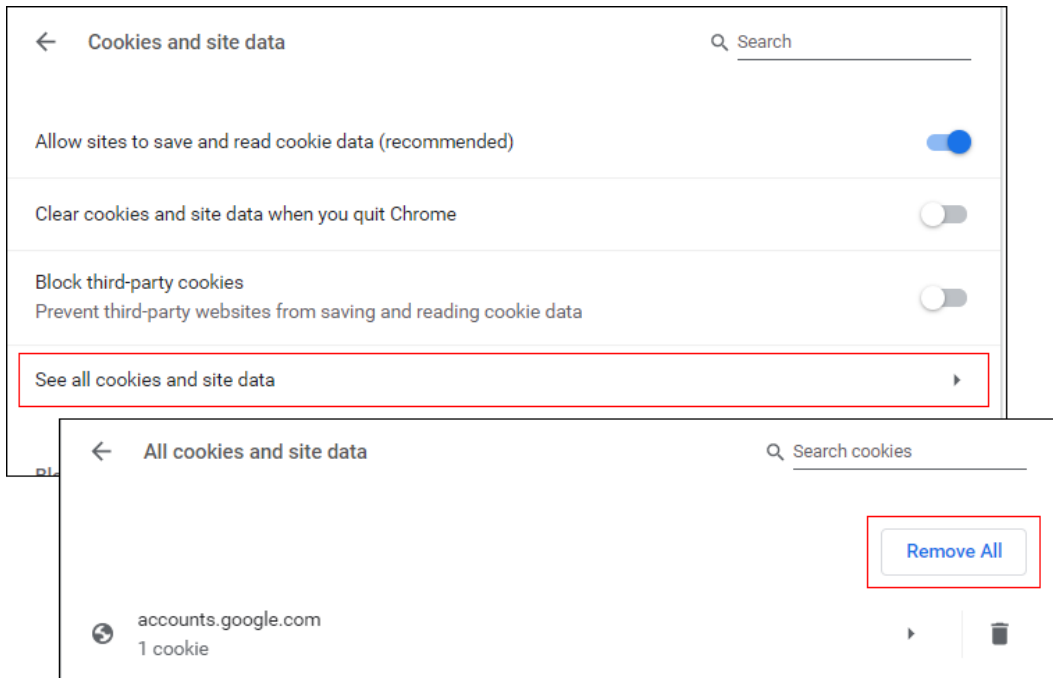 Cookies and site data
Search
Allow sites to save and read cookie data (recommended)
Clear cookies and site data when you quit Chrome
Block third-party cookies
Prevent third-party websites from saving and reading cookie data
See all cookies and site data
All cookies and site data
Search cookies
Remove All
accounts.google.com
1 cookie